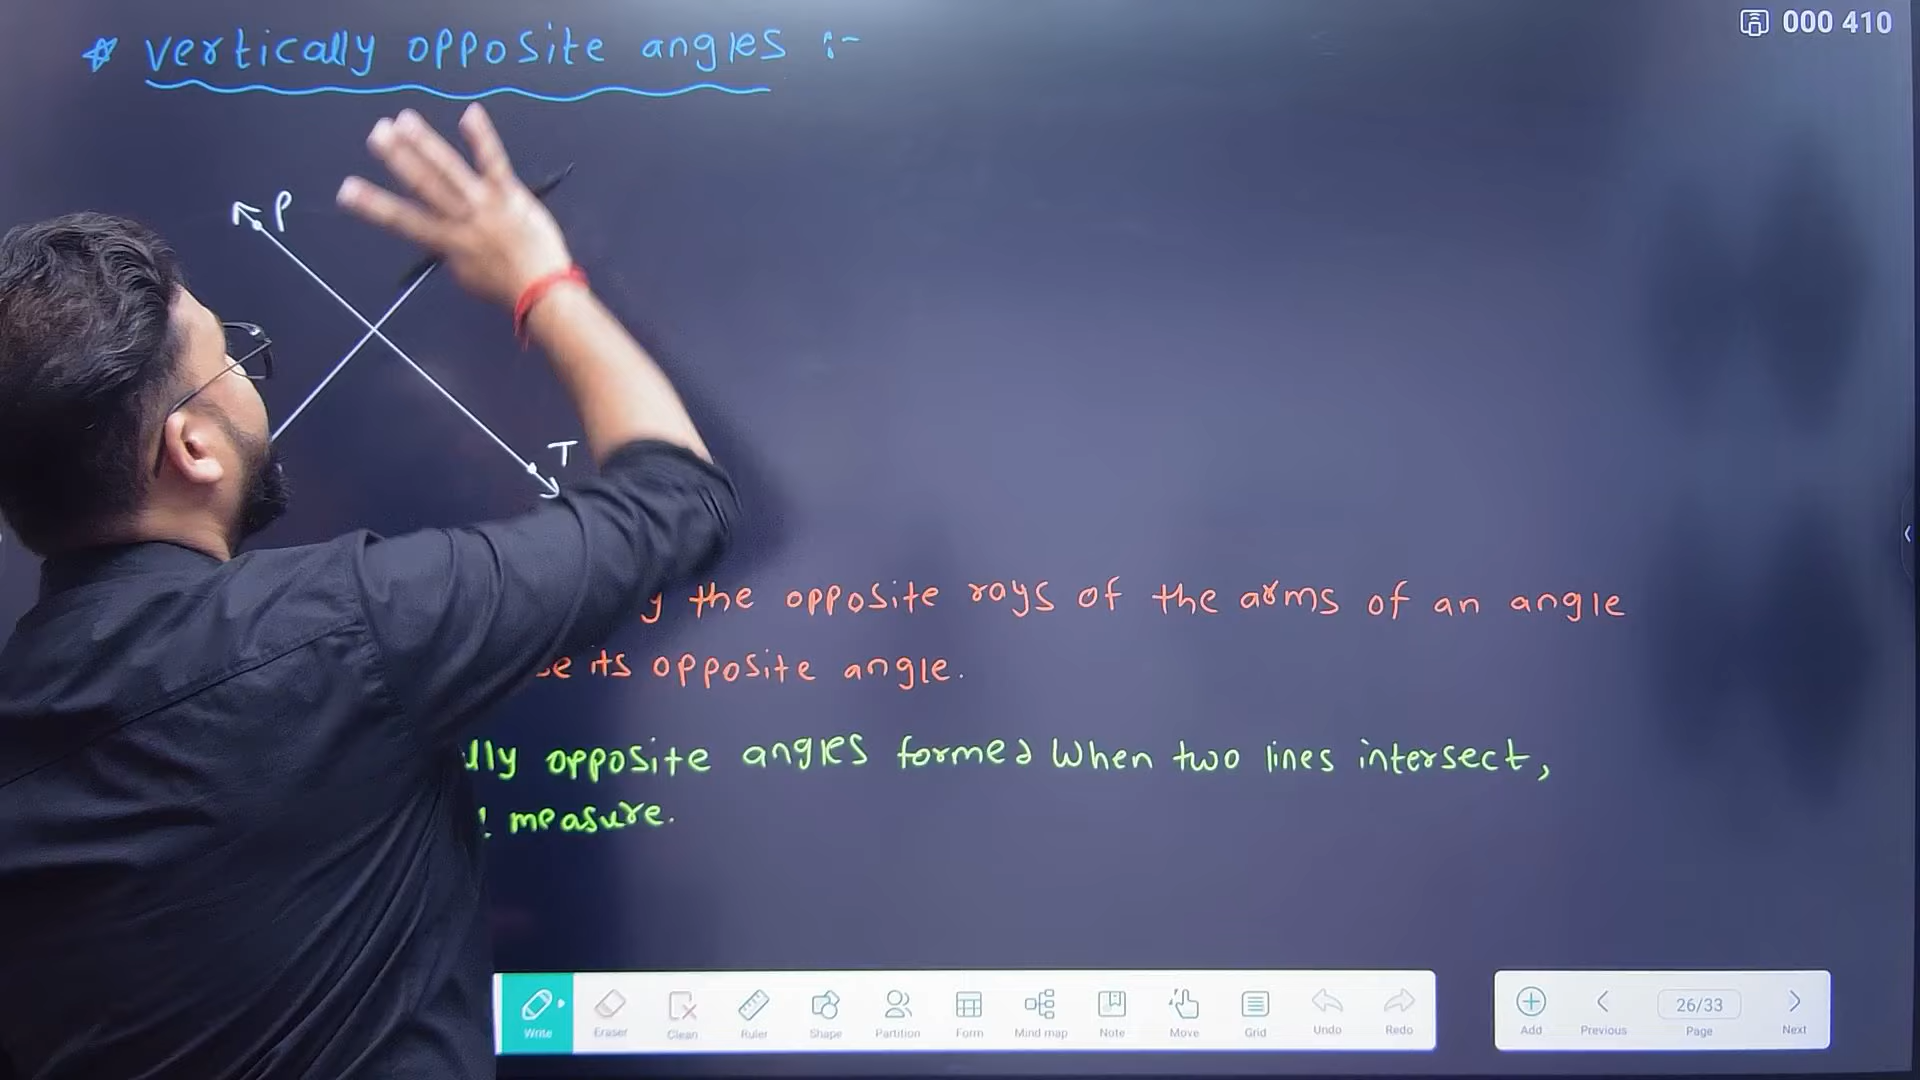 vertically opposite angles :-
000 410
P
T
the opposite rays of the arms of an angle
its opposite angle.
opposite angles formed when two lines intersect,
measure.
Write
Eraser
Clean
Ruler
Shape
Partition
Form
Mind map
Note
Move
Grid
Undo
Redo
Add
Previous
26/33
Page
Next